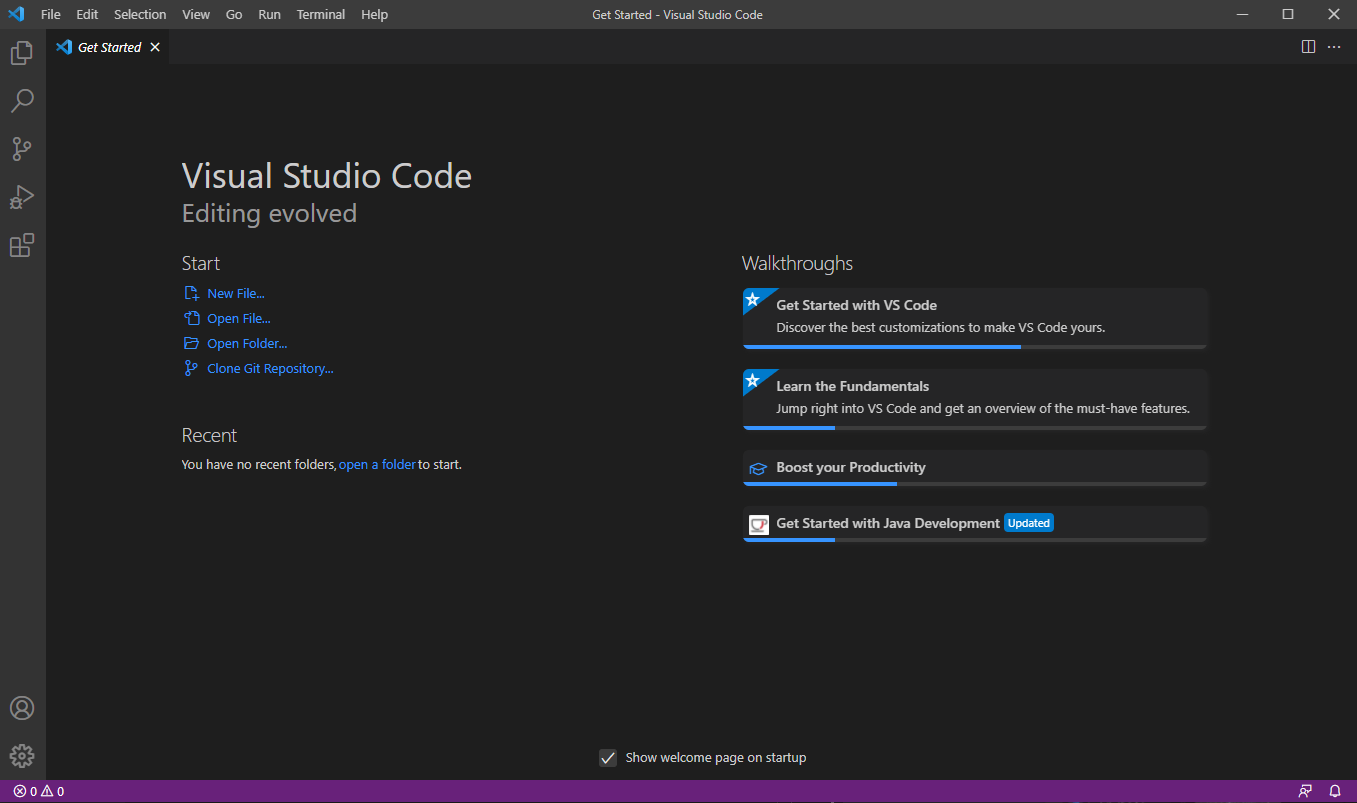 File Edit Selection View Go Run Terminal Help Get Started - Visual Studio Code
Get Started
Visual Studio Code
Editing evolved
Start
New File...
Open File...
Open Folder...
Clone Git Repository...
Recent
You have no recent folders, open a folder to start.
Walkthroughs
Get Started with VS Code
Discover the best customizations to make VS Code yours.
Learn the Fundamentals
Jump right into VS Code and get an overview of the must-have features.
Boost your Productivity
Get Started with Java Development Updated
Show welcome page on startup
0 0